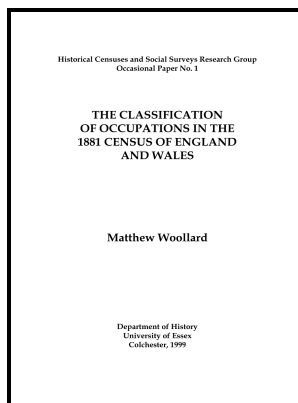 Historical Censuses and Social Surveys Research Group
Occasional Paper No. 1
THE CLASSIFICATION
OF OCCUPATIONS IN THE
1881 CENSUS OF ENGLAND
AND WALES
Matthew Woollard
Department of History
University of Essex
Colchester, 1999